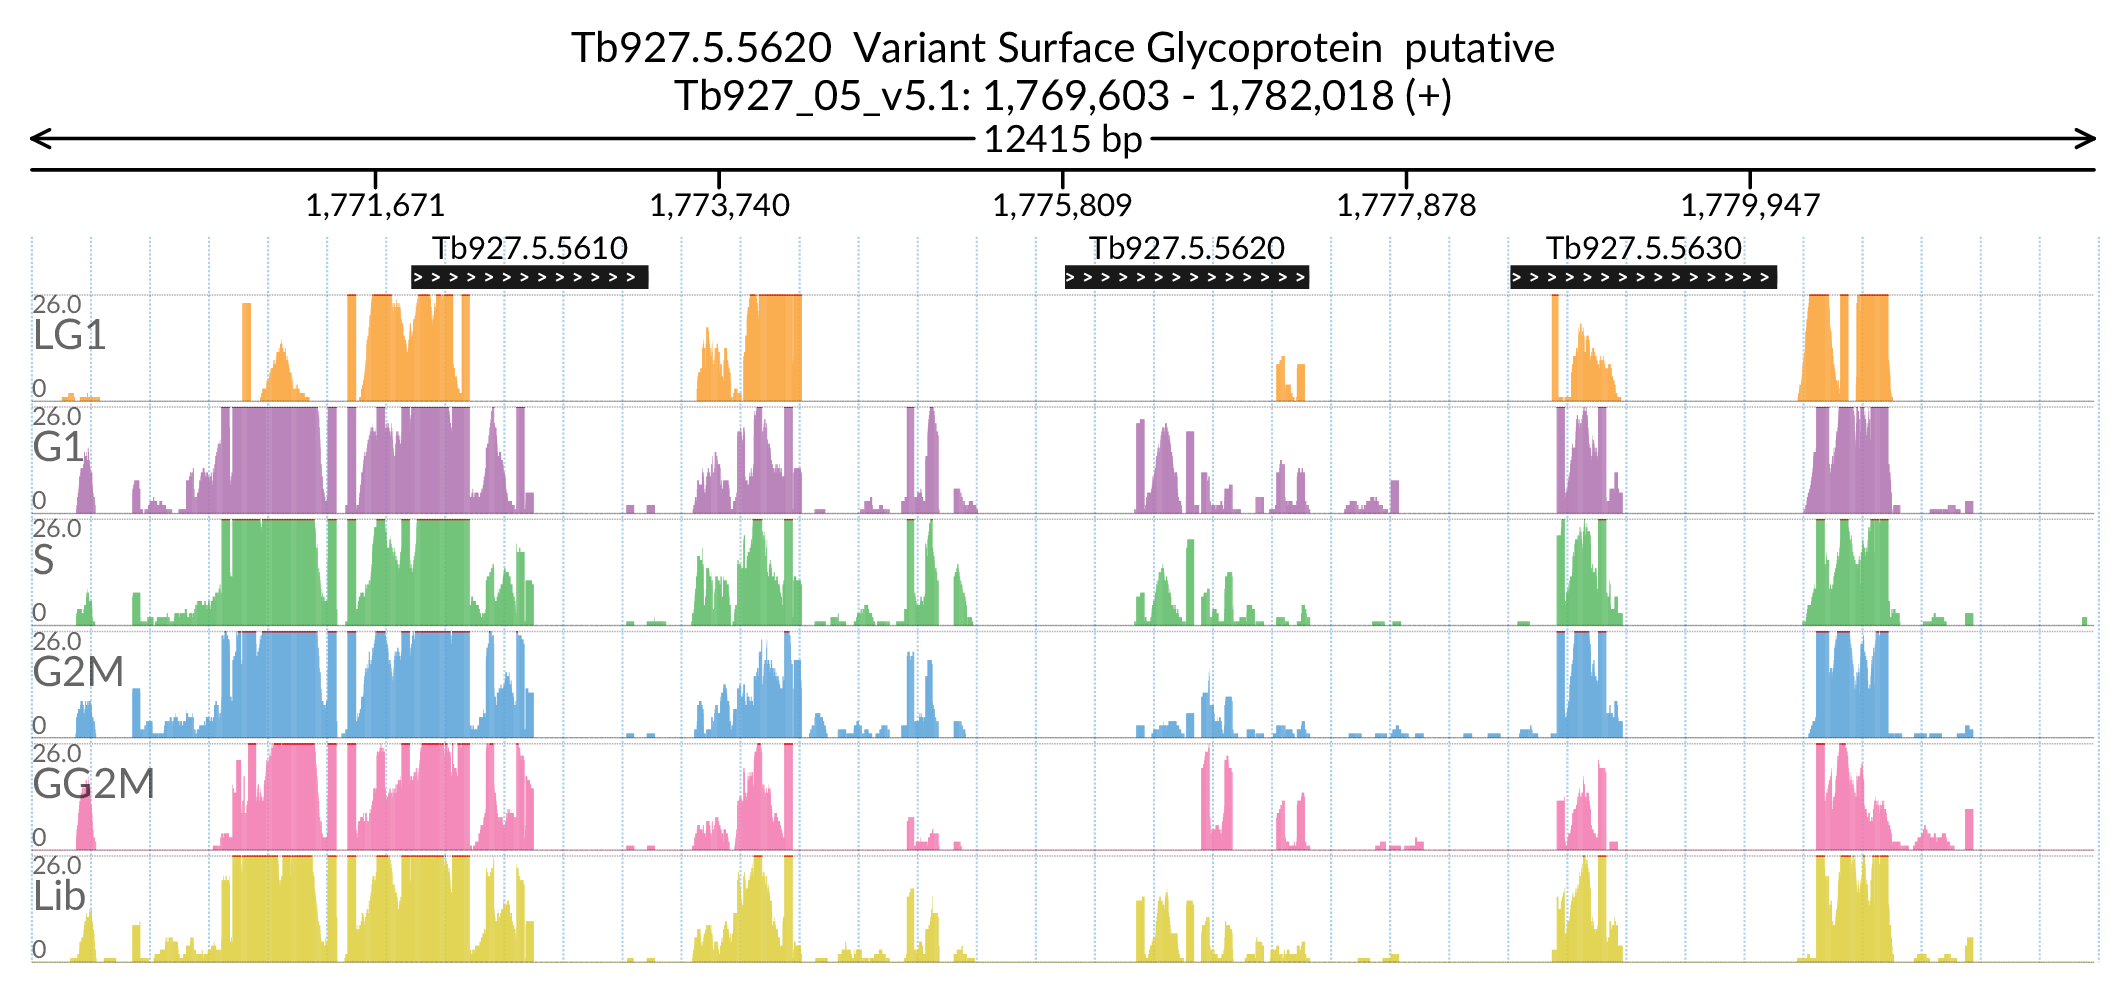 Tb927.5.5620  Variant Surface Glycoprotein  putative
Tb927_05_v5.1: 1,769,603 - 1,782,018 (+)
12415 bp
1,771,671 1,773,740 1,775,809 1,777,878 1,779,947
Tb927.5.5610 Tb927.5.5620 Tb927.5.5630
26.0
LG1
0
26.0
G1
0
26.0
S
0
26.0
G2M
0
26.0
GG2M
0
26.0
Lib
0